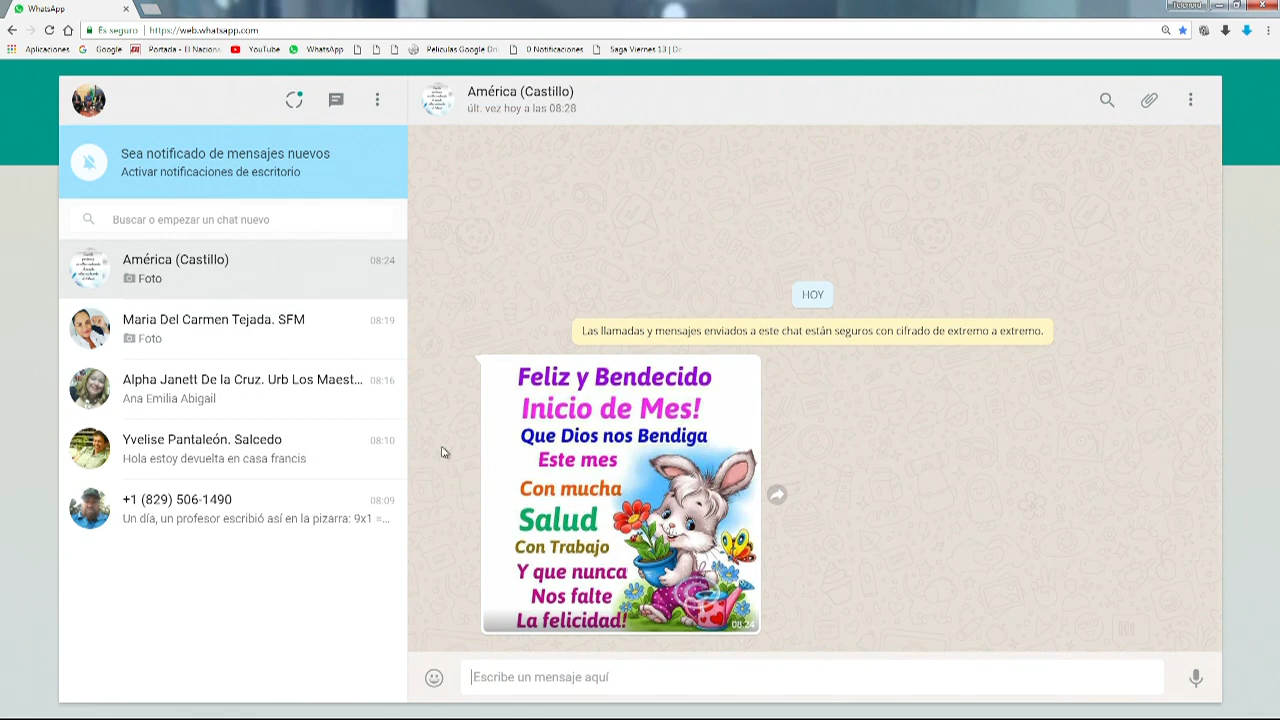 WhatsApp
Telenord
Es seguro | https://web.whatsapp.com
Aplicaciones Google Portada - El Naciona YouTube WhatsApp Peliculas Google Dri 0 Notificaciones Saga Viernes 13 | De
América (Castillo)
últ. vez hoy a las 08:28
Sea notificado de mensajes nuevos
Activar notificaciones de escritorio
Buscar o empezar un chat nuevo
América (Castillo) 08:24
Foto
Maria Del Carmen Tejada. SFM 08:19
Foto
Alpha Janett De la Cruz. Urb Los Maest... 08:16
Ana Emilia Abigail
Yvelise Pantaleón. Salcedo 08:10
Hola estoy devuelta en casa francis
+1 (829) 506-1490 08:09
Un día, un profesor escribió así en la pizarra: 9x1 =...
HOY
Las llamadas y mensajes enviados a este chat están seguros con cifrado de extremo a extremo.
Feliz y Bendecido
Inicio de Mes!
Que Dios nos Bendiga
Este mes
Con mucha
Salud
Con Trabajo
Y que nunca
Nos falte
La felicidad!
08:24
Escribe un mensaje aquí